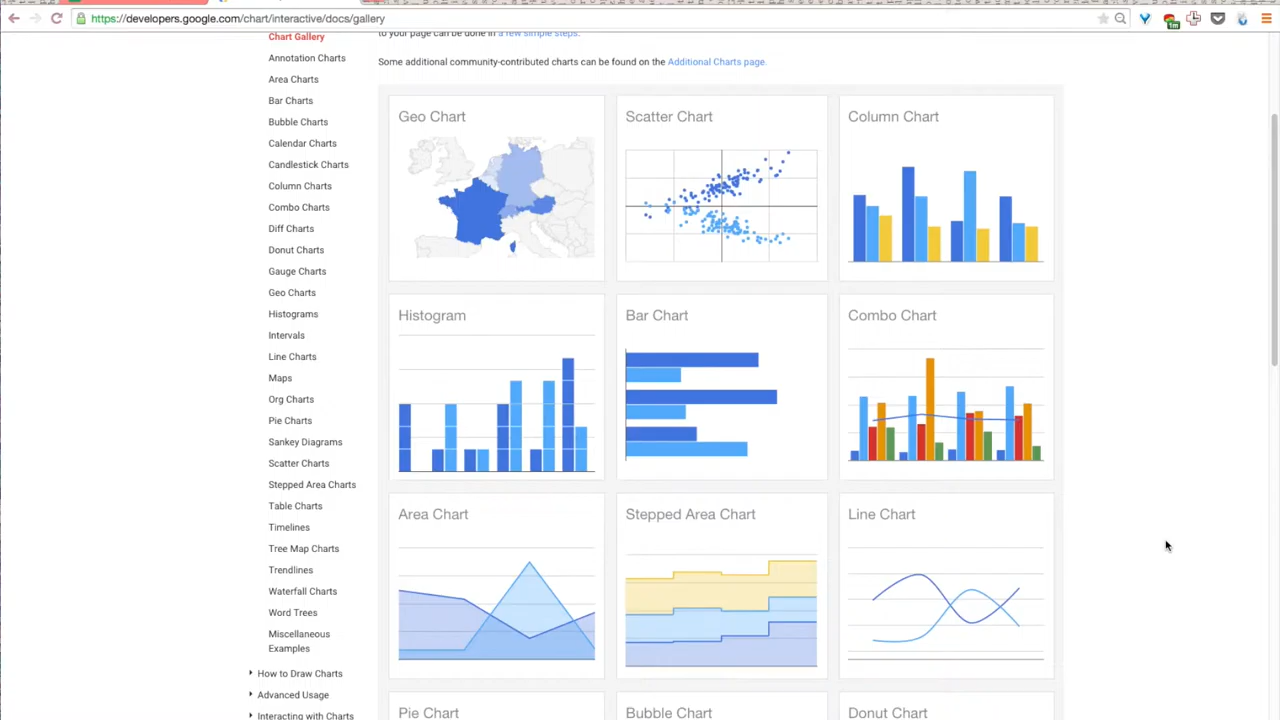 https://developers.google.com/chart/interactive/docs/gallery
1m
Chart Gallery
Annotation Charts
Area Charts
Bar Charts
Bubble Charts
Calendar Charts
Candlestick Charts
Column Charts
Combo Charts
Diff Charts
Donut Charts
Gauge Charts
Geo Charts
Histograms
Intervals
Line Charts
Maps
Org Charts
Pie Charts
Sankey Diagrams
Scatter Charts
Stepped Area Charts
Table Charts
Timelines
Tree Map Charts
Trendlines
Waterfall Charts
Word Trees
Miscellaneous
Examples
How to Draw Charts
Advanced Usage
Interacting with Charts
to your page can be done in a few simple steps.
Some additional community-contributed charts can be found on the Additional Charts page.
Geo Chart
Scatter Chart
Column Chart
Histogram
Bar Chart
Combo Chart
Area Chart
Stepped Area Chart
Line Chart
Pie Chart
Bubble Chart
Donut Chart